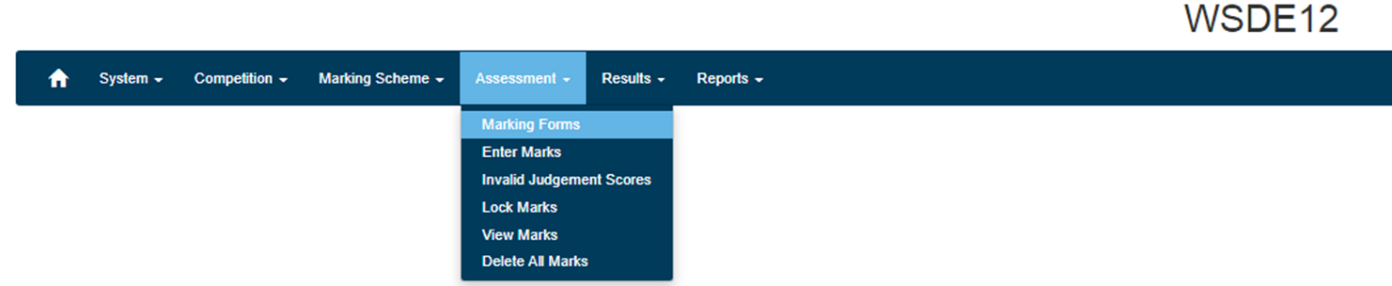 WSDE12
System Competition Marking Scheme Assessment Results Reports
Marking Forms
Enter Marks
Invalid Judgement Scores
Lock Marks
View Marks
Delete All Marks